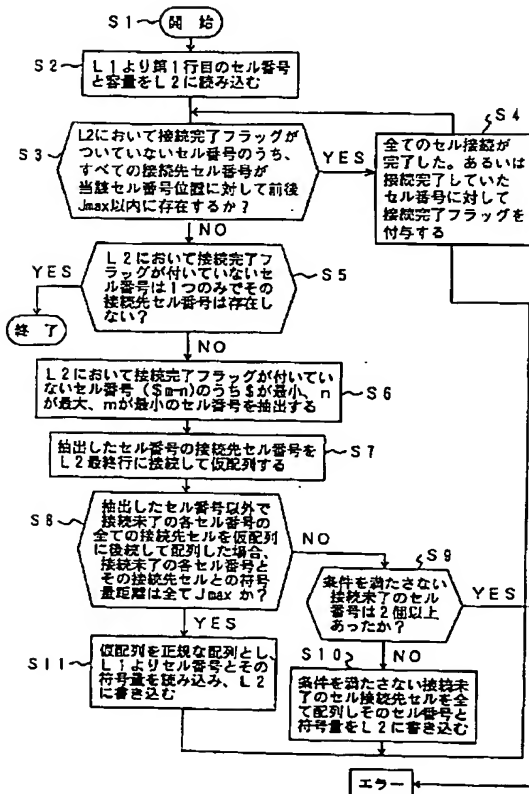 S1
開始
S2
L1より第1行目のセル番号
と容量をL2に読み込む
S3
L2において接続完了フラッグが
ついていないセル番号のうち、
すべての接続先セル番号が
当該セル番号位置に対して前後
Jmax以内に存在するか?
YES
S4
全てのセル接続が
完了した。あるいは
接続完了していた
セル番号に対して
接続完了フラッグを
付与する
NO
S5
L2において接続完了フ
ラッグが付いていないセ
ル番号は1つのみでその
接続先セル番号は存在し
ない?
YES
終了
NO
S6
L2において接続完了フラッグが付いてい
ないセル番号($m-n)のうち$が最小、n
が最大、mが最小のセル番号を抽出する
S7
抽出したセル番号の接続先セル番号を
L2最終行に接続して仮配列する
S8
抽出したセル番号以外で
接続未了の各セル番号の
全ての接続先セルを仮配列
に後続して配列した場合、
接続未了の各セル番号と
その接続先セルとの符号
量距離は全てJmaxか?
NO
S9
条件を満たさない
接続未了のセル
番号は2個以上
あったか?
YES
YES
S11
仮配列を正規な配列とし、
L1よりセル番号とその
符号量を読み込み、L2
に書き込む
NO
S10
条件を満たさない接続未
了のセル接続先セルを全
て配列しそのセル番号と
符号量をL2に書き込む
エラー